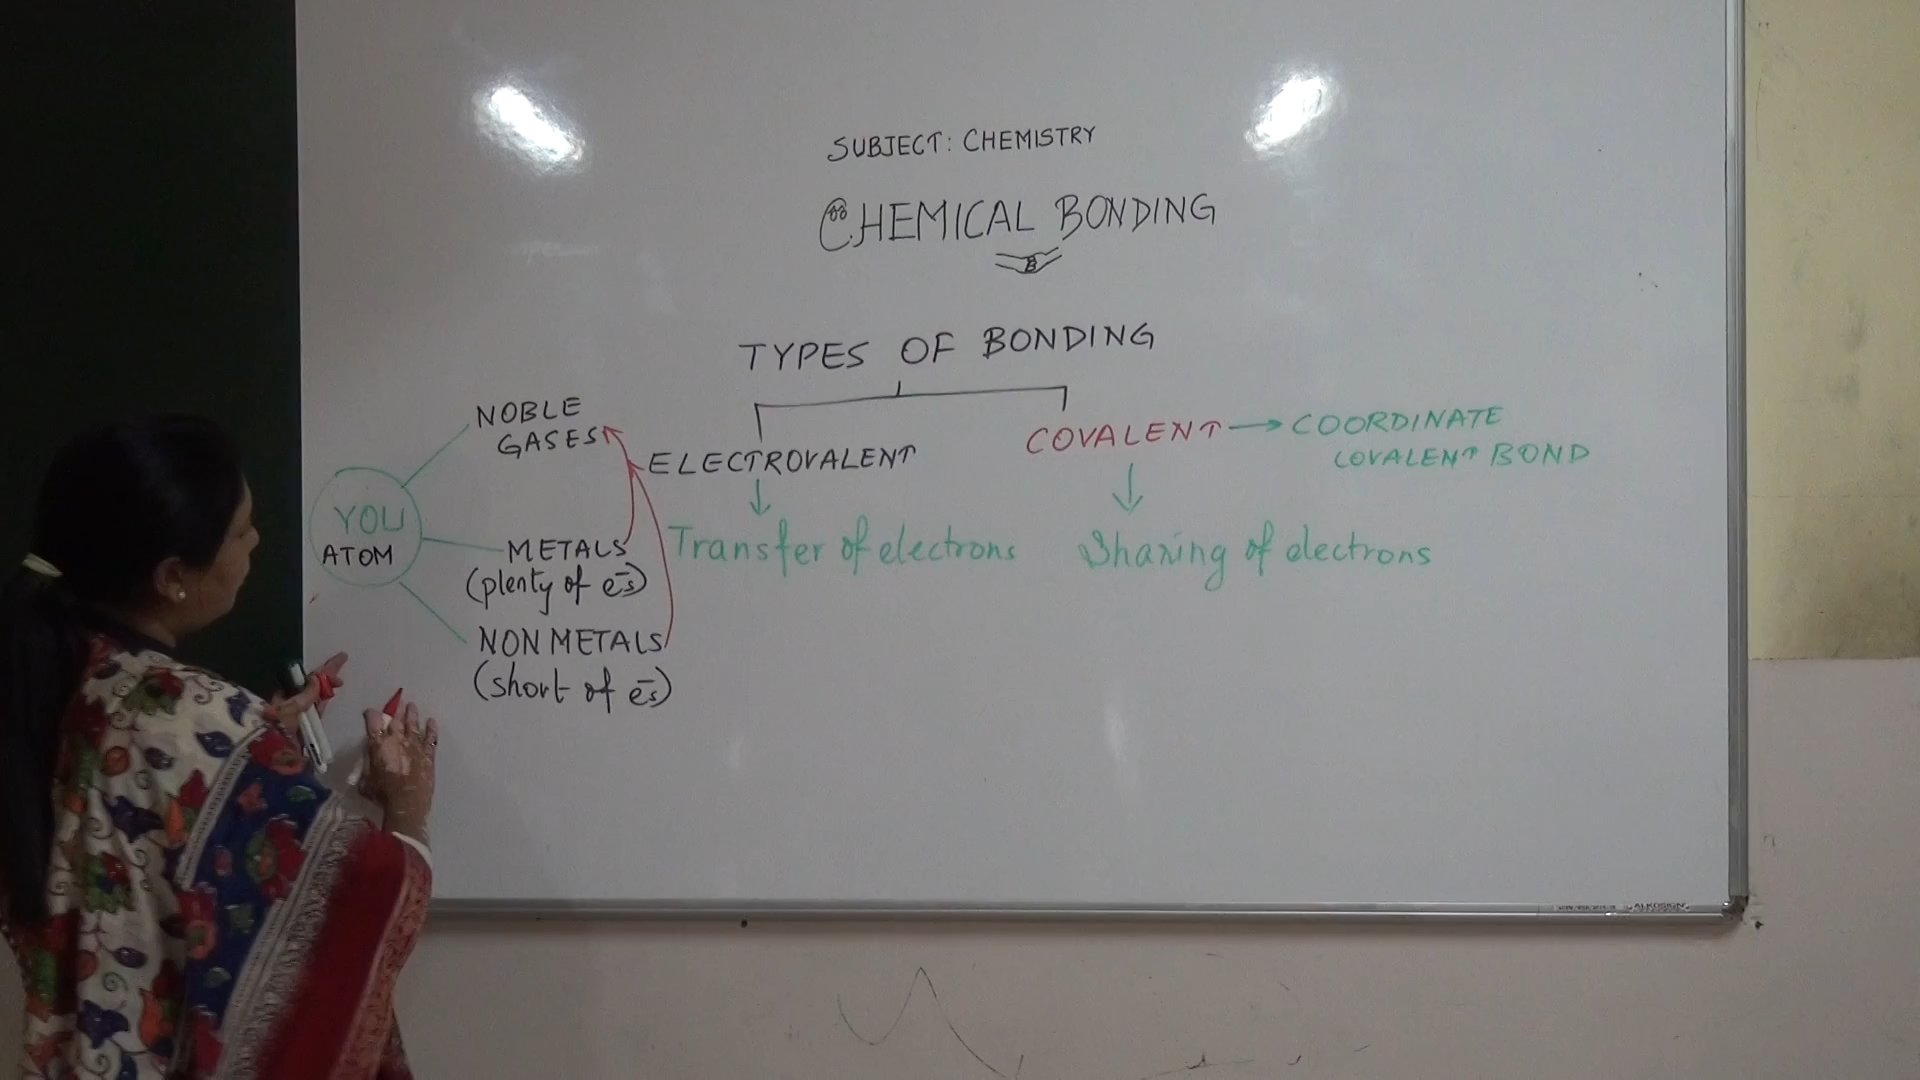 SUBJECT: CHEMISTRY
CHEMICAL BONDING
TYPES OF BONDING
NOBLE
GASES
ELECTROVALENT
COVALENT → COORDINATE
COVALENT BOND
YOU
ATOM
METALS
(plenty of e⁻s)
Transfer of electrons
Sharing of electrons
NON METALS
(short of e⁻s)